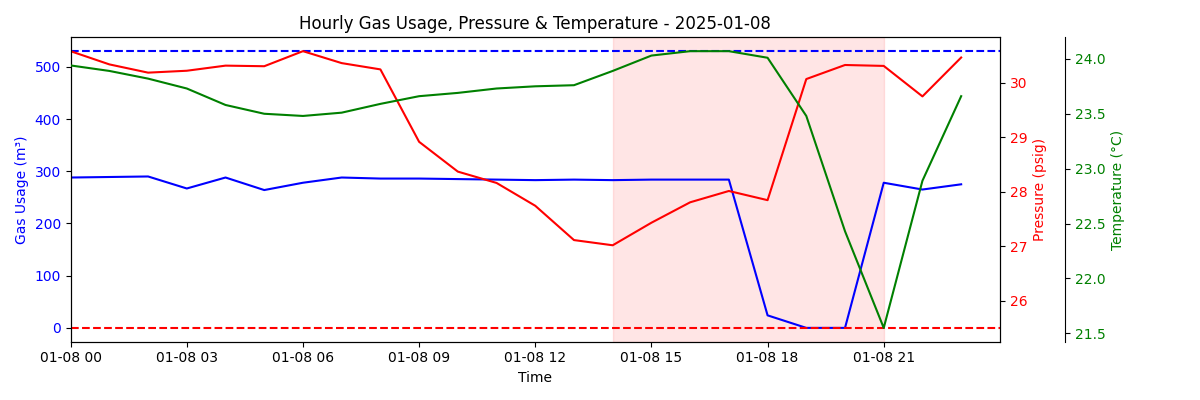 Hourly Gas Usage, Pressure & Temperature - 2025-01-08
Gas Usage (m³)
500
400
300
200
100
0
30
29
28
27
26
Pressure (psig)
24.0
23.5
23.0
22.5
22.0
21.5
Temperature (°C)
01-08 00 01-08 03 01-08 06 01-08 09 01-08 12 01-08 15 01-08 18 01-08 21
Time